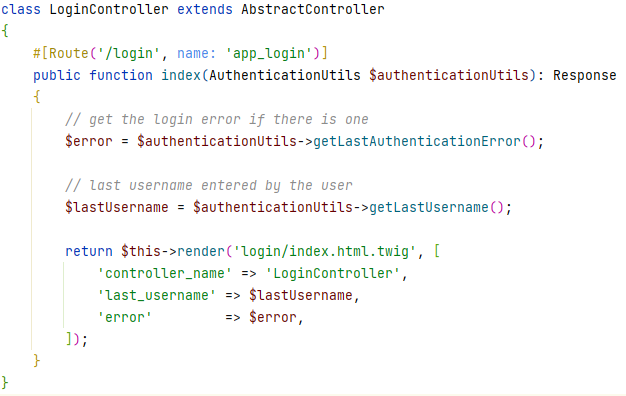 class LoginController extends AbstractController
{
    #[Route('/login', name: 'app_login')]
    public function index(AuthenticationUtils $authenticationUtils): Response
    {
        // get the login error if there is one
        $error = $authenticationUtils->getLastAuthenticationError();

        // last username entered by the user
        $lastUsername = $authenticationUtils->getLastUsername();

        return $this->render('login/index.html.twig', [
            'controller_name' => 'LoginController',
            'last_username' => $lastUsername,
            'error'         => $error,
        ]);
    }
}